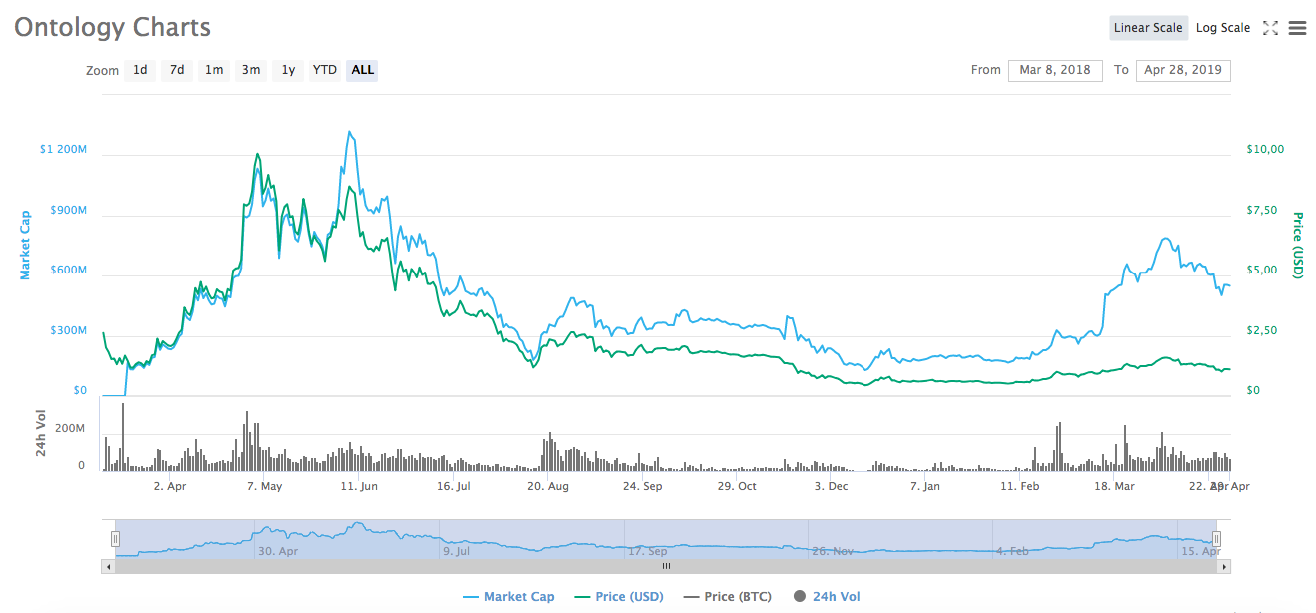 Ontology Charts
Linear Scale Log Scale
Zoom 1d 7d 1m 3m 1y YTD ALL From Mar 8, 2018 To Apr 28, 2019
$1 200M $10,00
$900M $7,50
Market Cap
Price (USD)
$600M $5,00
$300M $2,50
$0 $0
24h Vol
200M
0
2. Apr 7. May 11. Jun 16. Jul 20. Aug 24. Sep 29. Oct 3. Dec 7. Jan 11. Feb 18. Mar 22. Apr
30. Apr 9. Jul 17. Sep 26. Nov 4. Feb 15. Apr
Market Cap Price (USD) Price (BTC) 24h Vol